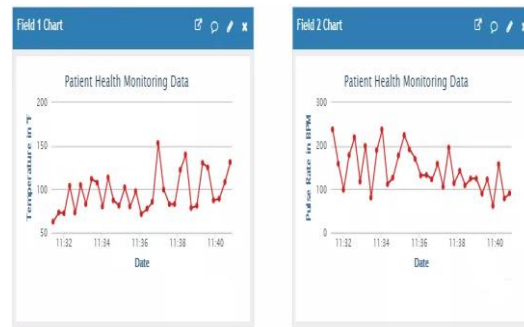 Field 1 Chart
Patient Health Monitoring Data
Temperature in °F
200
150
100
50
11:32 11:34 11:36 11:38 11:40
Date
Field 2 Chart
Patient Health Monitoring Data
Pulse Rate in BPM
300
200
100
0
11:32 11:34 11:36 11:38 11:40
Date